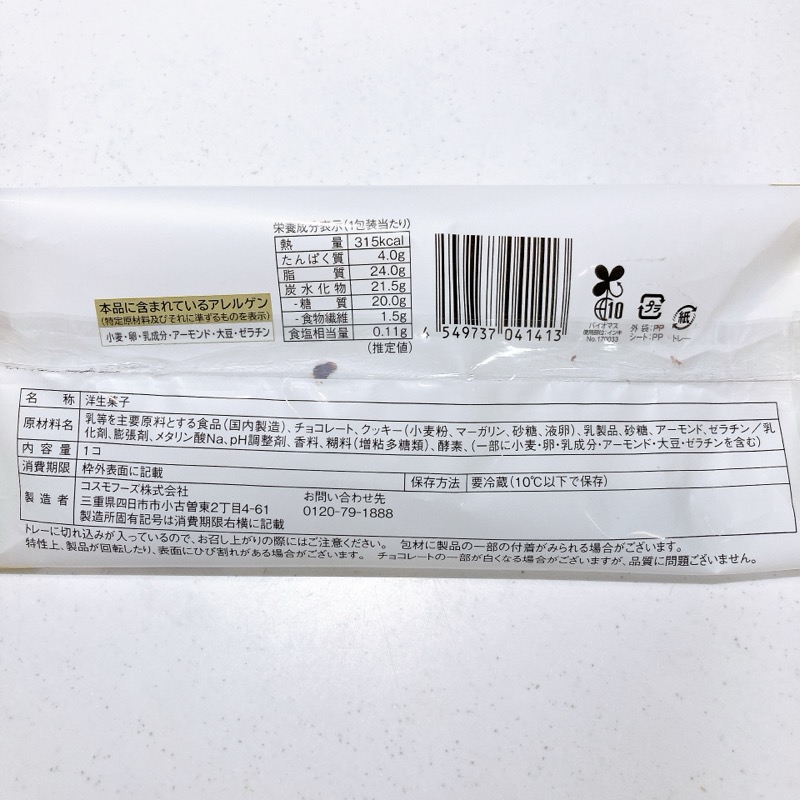 栄養成分表示(1包装当たり)
熱量 315kcal
たんぱく質 4.0g
脂質 24.0g
炭水化物 21.5g
-糖質 20.0g
-食物繊維 1.5g
食塩相当量 0.11g
(推定値)
本品に含まれているアレルゲン
(特定原材料及びそれに準ずるものを表示)
小麦・卵・乳成分・アーモンド・大豆・ゼラチン
4 549737 041413
10
バイオマス
使用部位:インキ
No.170033
プラ
外袋:PP
シート:PP
紙
トレー
名称 洋生菓子
原材料名 乳等を主要原料とする食品(国内製造)、チョコレート、クッキー(小麦粉、マーガリン、砂糖、液卵)、乳製品、砂糖、アーモンド、ゼラチン/乳
化剤、膨張剤、メタリン酸Na、pH調整剤、香料、糊料(増粘多糖類)、酵素、(一部に小麦・卵・乳成分・アーモンド・大豆・ゼラチンを含む)
内容量 1コ
消費期限 枠外表面に記載 保存方法 要冷蔵(10℃以下で保存)
製造者 コスモフーズ株式会社
三重県四日市市小古曽東2丁目4-61
製造所固有記号は消費期限右横に記載
お問い合わせ先
0120-79-1888
トレーに切れ込みが入っているので、お召し上がりの際にはご注意ください。 包材に製品の一部の付着がみられる場合がございます。
特性上、製品が回転したり、表面にひび割れがある場合がございます。 チョコレートの一部が白くなる場合がございますが、品質に問題ございません。